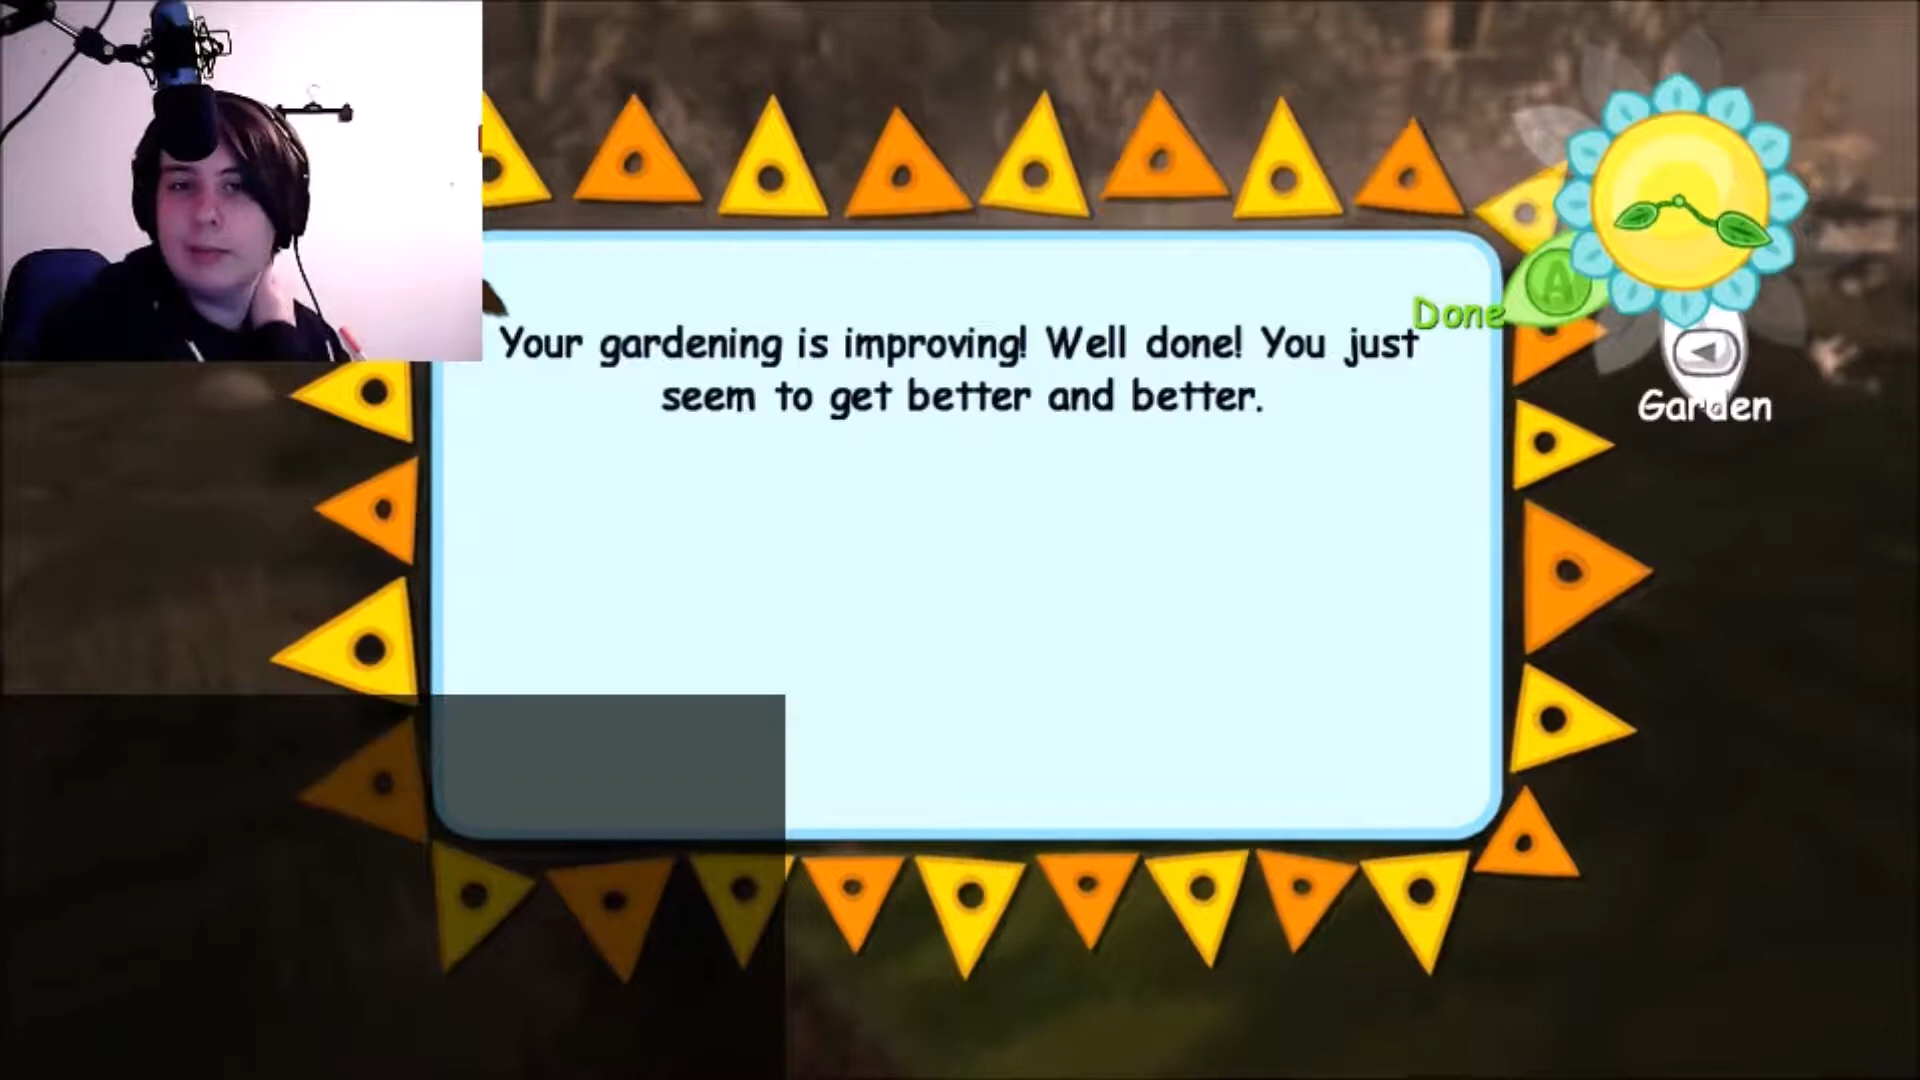 Your gardening is improving! Well done! You just
seem to get better and better.
Done
A
Garden